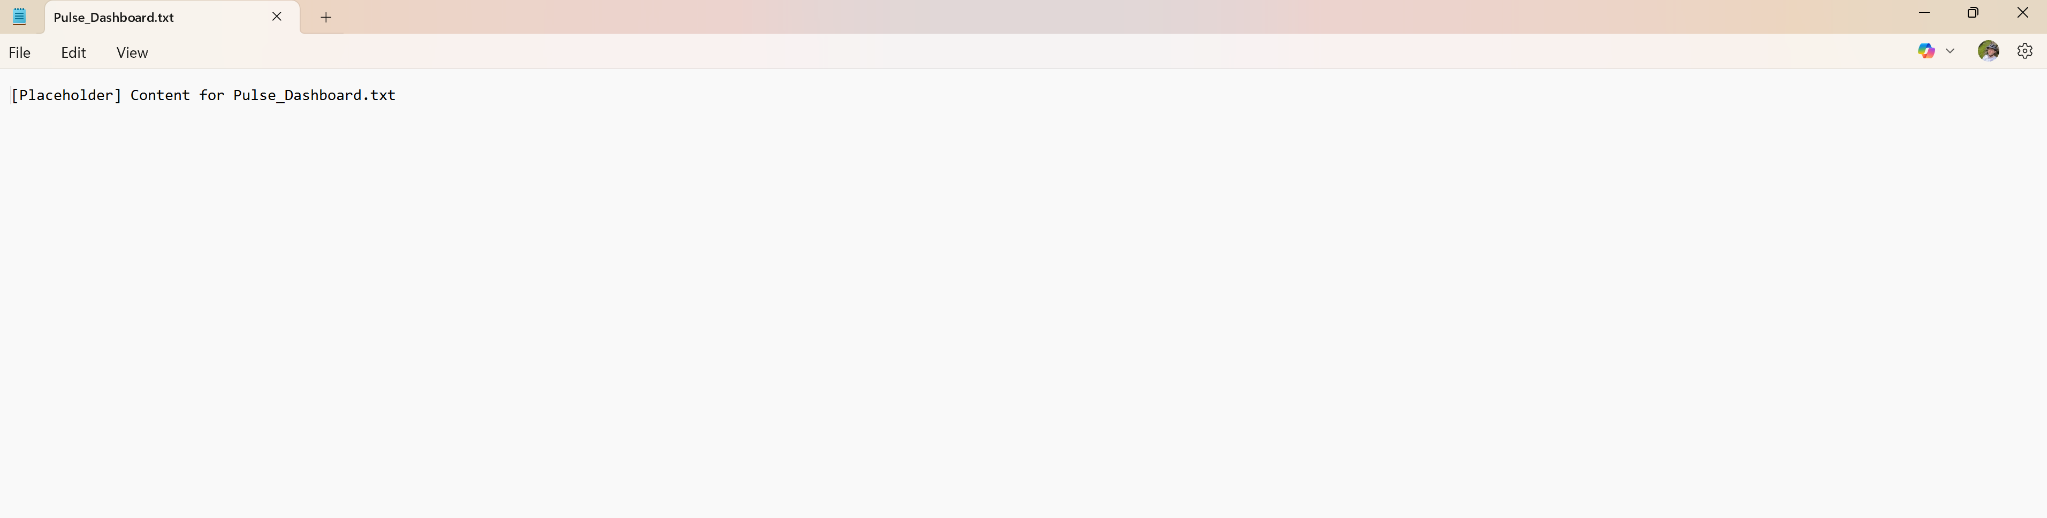 Pulse_Dashboard.txt
File Edit View
[Placeholder] Content for Pulse_Dashboard.txt